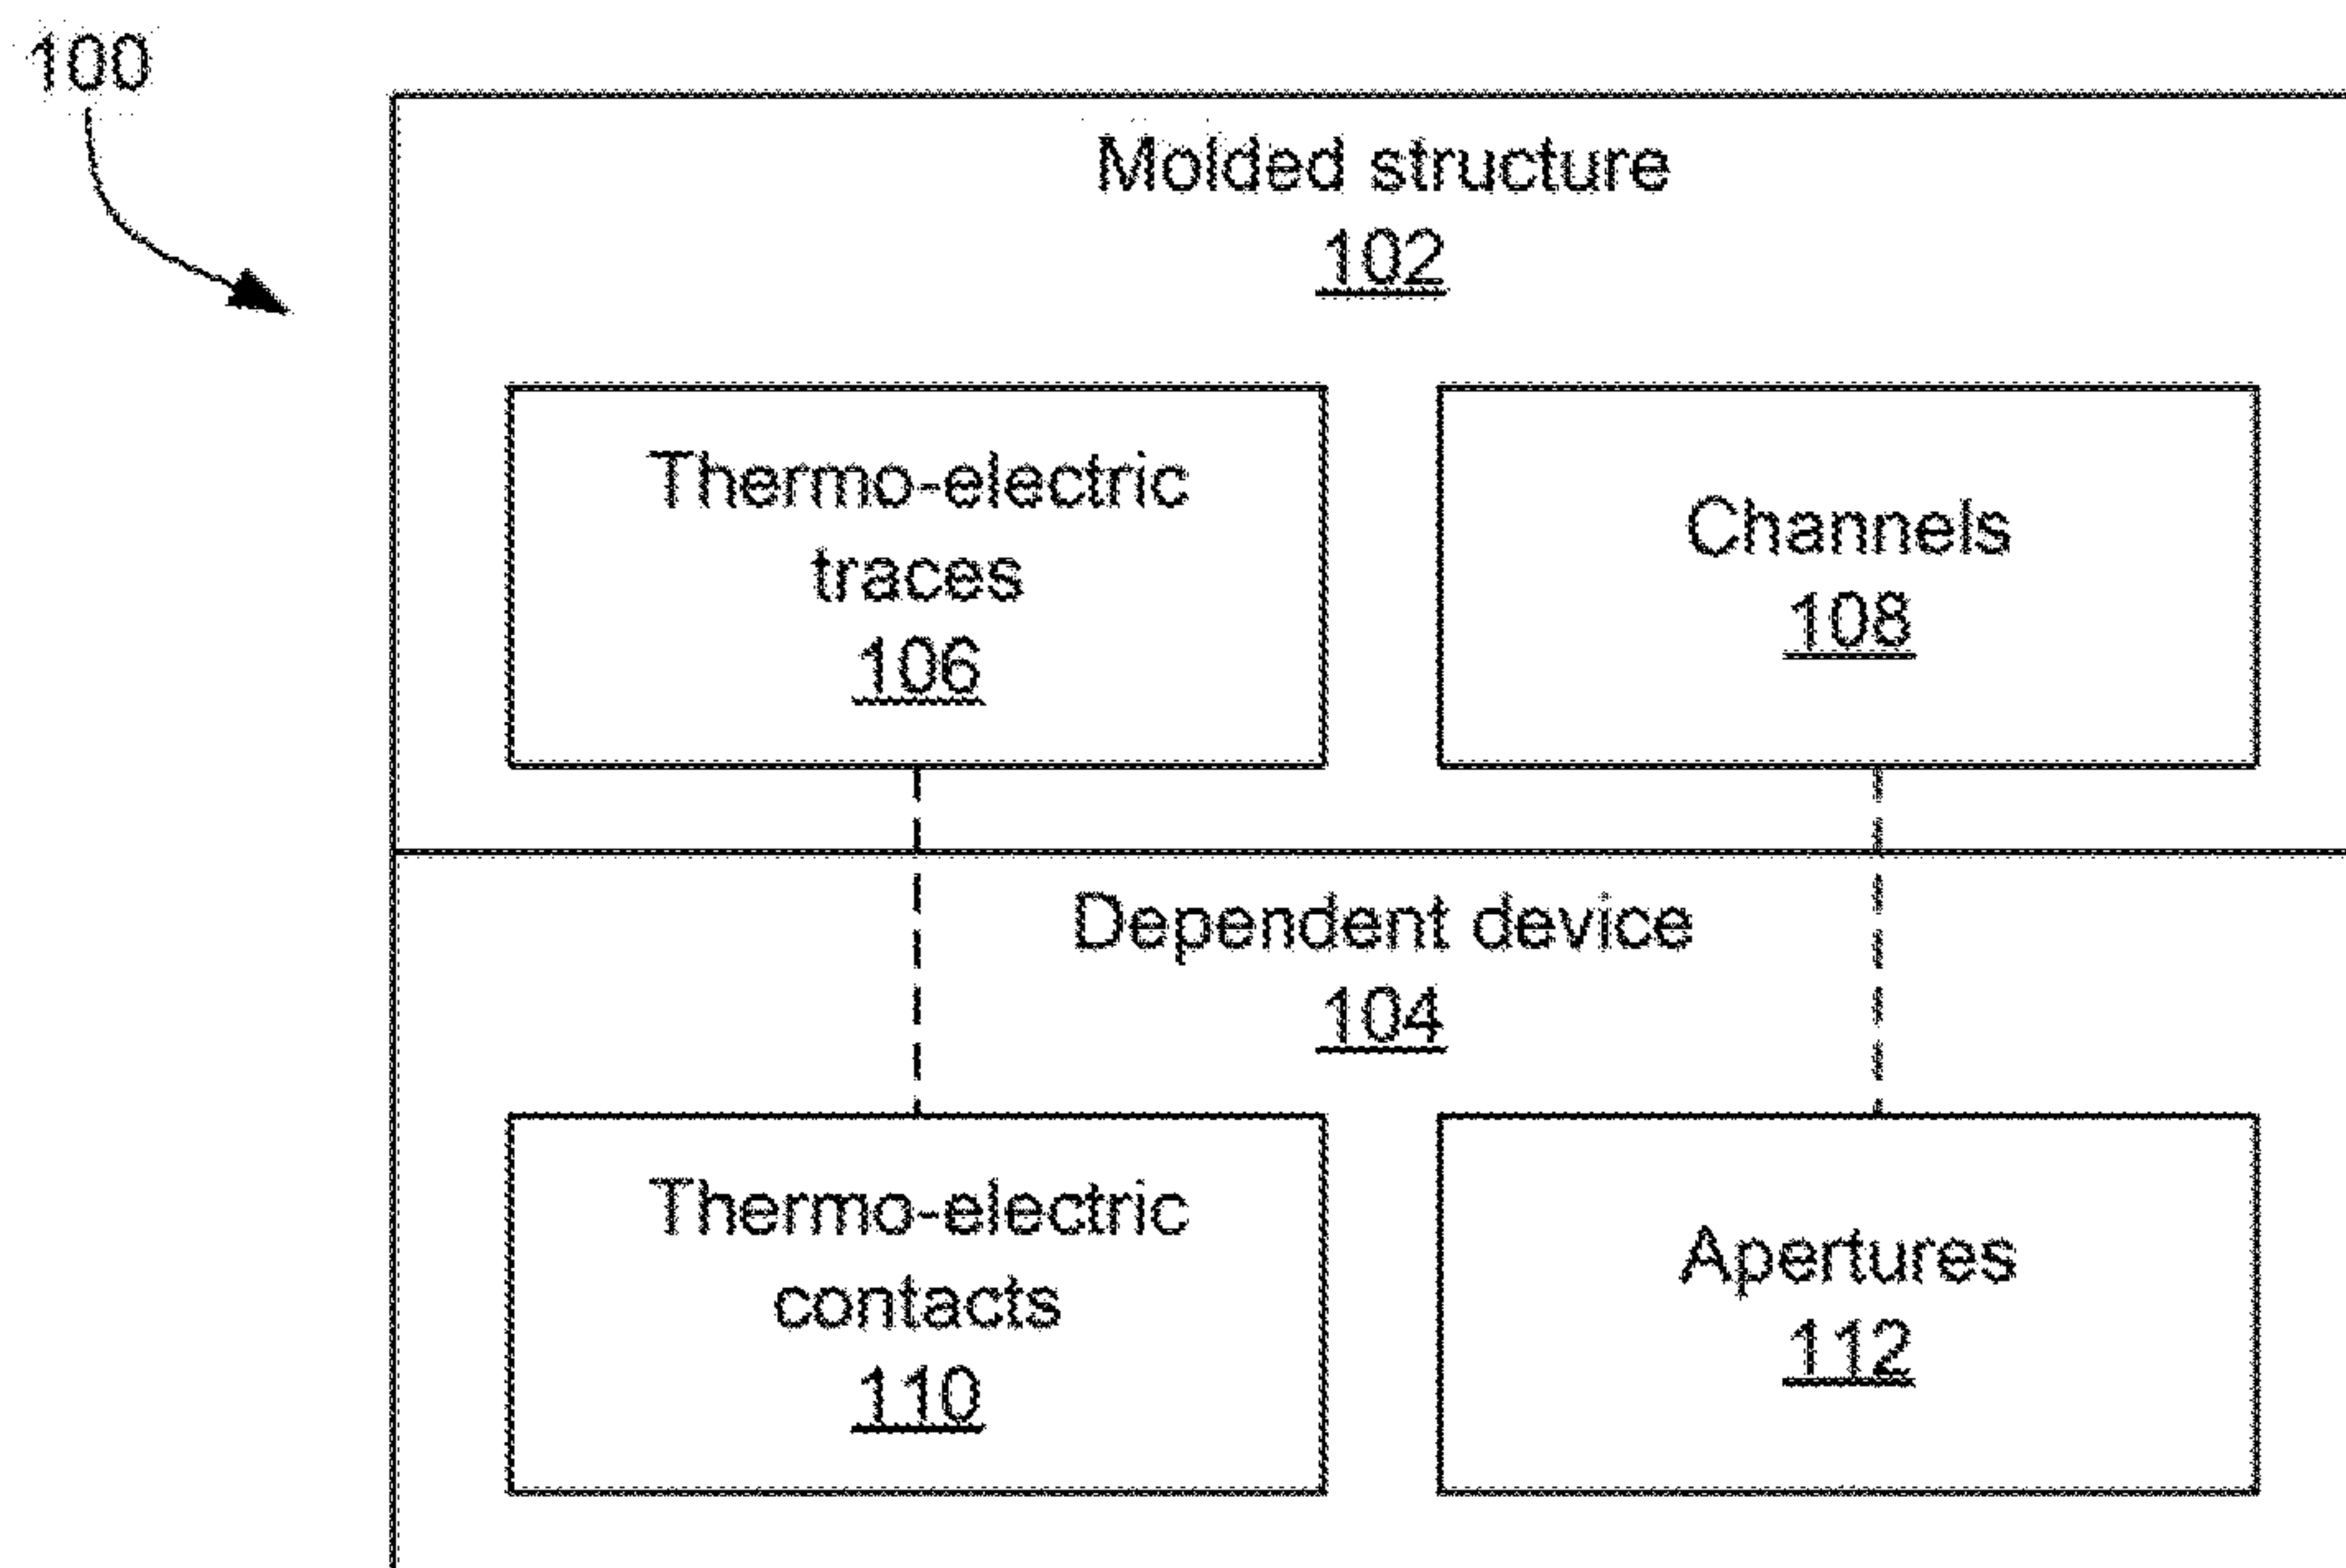 100
Molded structure
102
Thermo-electric
traces
106
Channels
108
Dependent device
104
Thermo-electric
contacts
110
Apertures
112